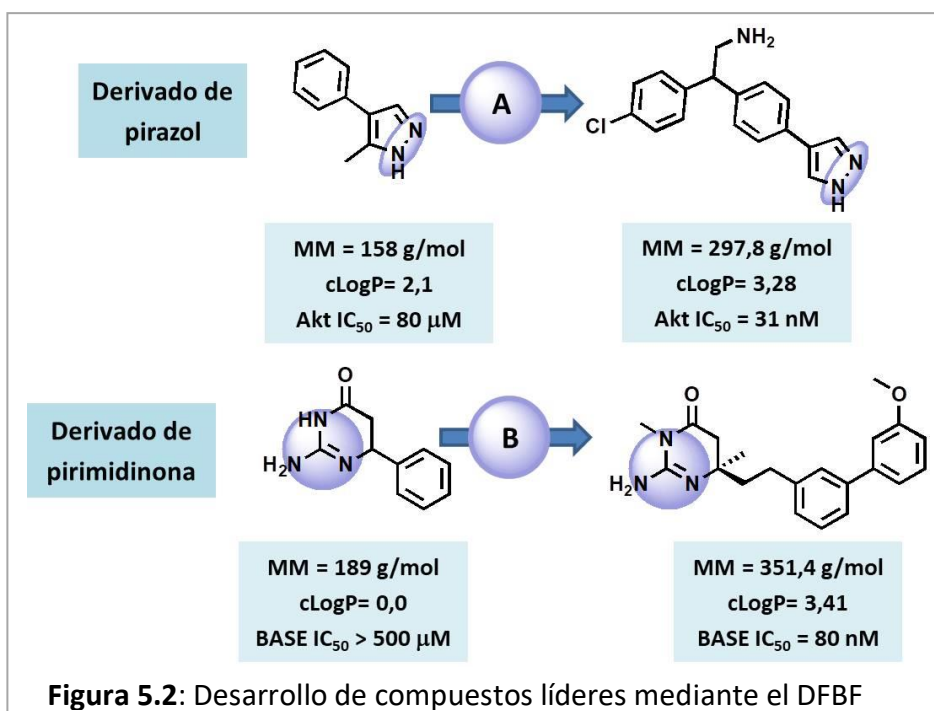 Derivado de
pirazol
A
NH₂
Cl
N
N
H
N
N
H
MM = 158 g/mol
cLogP= 2,1
Akt IC₅₀ = 80 μM
MM = 297,8 g/mol
cLogP= 3,28
Akt IC₅₀ = 31 nM
Derivado de
pirimidinona
B
O
HN
H₂N
N
O
N
H₂N
N
O
MM = 189 g/mol
cLogP= 0,0
BASE IC₅₀ > 500 μM
MM = 351,4 g/mol
cLogP= 3,41
BASE IC₅₀ = 80 nM
Figura 5.2: Desarrollo de compuestos líderes mediante el DFBF